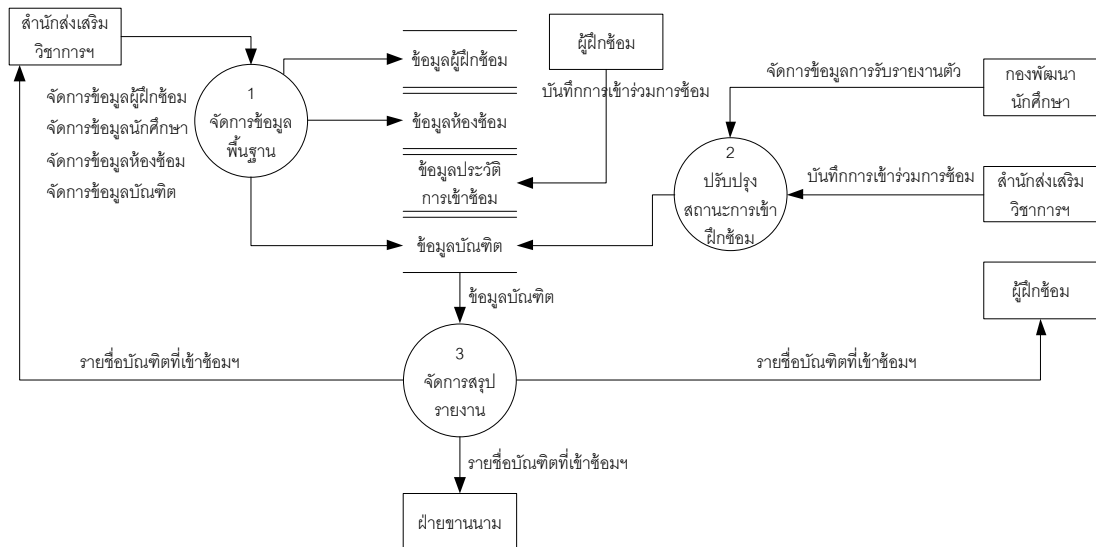 สำนักส่งเสริม
วิชาการฯ
จัดการข้อมูลผู้ฝึกซ้อม
จัดการข้อมูลนักศึกษา
จัดการข้อมูลห้องซ้อม
จัดการข้อมูลบัณฑิต
1
จัดการข้อมูล
พื้นฐาน
ข้อมูลผู้ฝึกซ้อม
ข้อมูลห้องซ้อม
ข้อมูลประวัติ
การเข้าซ้อม
ข้อมูลบัณฑิต
ผู้ฝึกซ้อม
บันทึกการเข้าร่วมการซ้อม
จัดการข้อมูลการรับรายงานตัว
กองพัฒนา
นักศึกษา
2
ปรับปรุง
สถานะการเข้า
ฝึกซ้อม
บันทึกการเข้าร่วมการซ้อม
สำนักส่งเสริม
วิชาการฯ
ผู้ฝึกซ้อม
ข้อมูลบัณฑิต
3
จัดการสรุป
รายงาน
รายชื่อบัณฑิตที่เข้าซ้อมฯ
รายชื่อบัณฑิตที่เข้าซ้อมฯ
รายชื่อบัณฑิตที่เข้าซ้อมฯ
ฝ่ายขานนาม